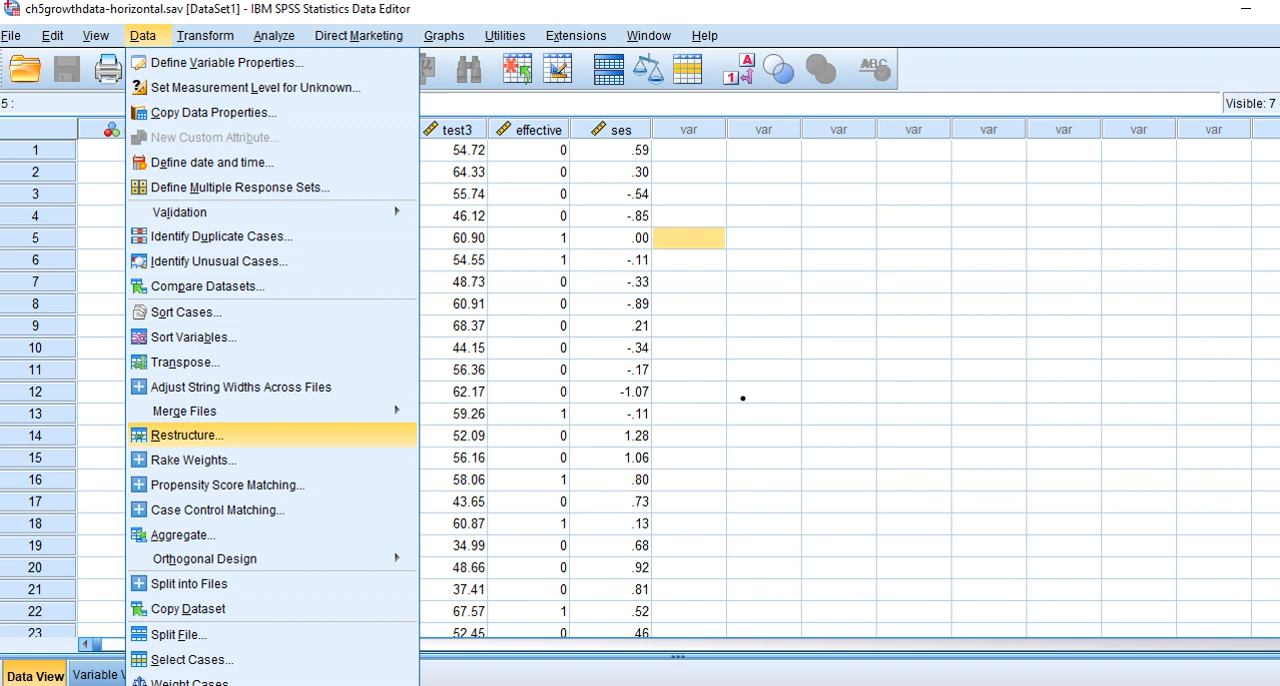 ch5growthdata-horizontal.sav [DataSet1] - IBM SPSS Statistics Data Editor
File Edit View Data Transform Analyze Direct Marketing Graphs Utilities Extensions Window Help
5 : Visible: 7
Define Variable Properties...
Set Measurement Level for Unknown...
Copy Data Properties...
New Custom Attribute...
Define date and time...
Define Multiple Response Sets...
Validation
Identify Duplicate Cases...
Identify Unusual Cases...
Compare Datasets...
Sort Cases...
Sort Variables...
Transpose...
Adjust String Widths Across Files
Merge Files
Restructure...
Rake Weights...
Propensity Score Matching...
Case Control Matching...
Aggregate...
Orthogonal Design
Split into Files
Copy Dataset
Split File...
Select Cases...
Weight Cases
test3 effective ses var var var var var var var var
1 54.72 0 .59
2 64.33 0 .30
3 55.74 0 -.54
4 46.12 0 -.85
5 60.90 1 .00
6 54.55 1 -.11
7 48.73 0 -.33
8 60.91 0 -.89
9 68.37 0 .21
10 44.15 0 -.34
11 56.36 0 -.17
12 62.17 0 -1.07
13 59.26 1 -.11
14 52.09 0 1.28
15 56.16 0 1.06
16 58.06 1 .80
17 43.65 0 .73
18 60.87 1 .13
19 34.99 0 .68
20 48.66 0 .92
21 37.41 0 .81
22 67.57 1 .52
23 52.45 0 .46
Data View Variable V